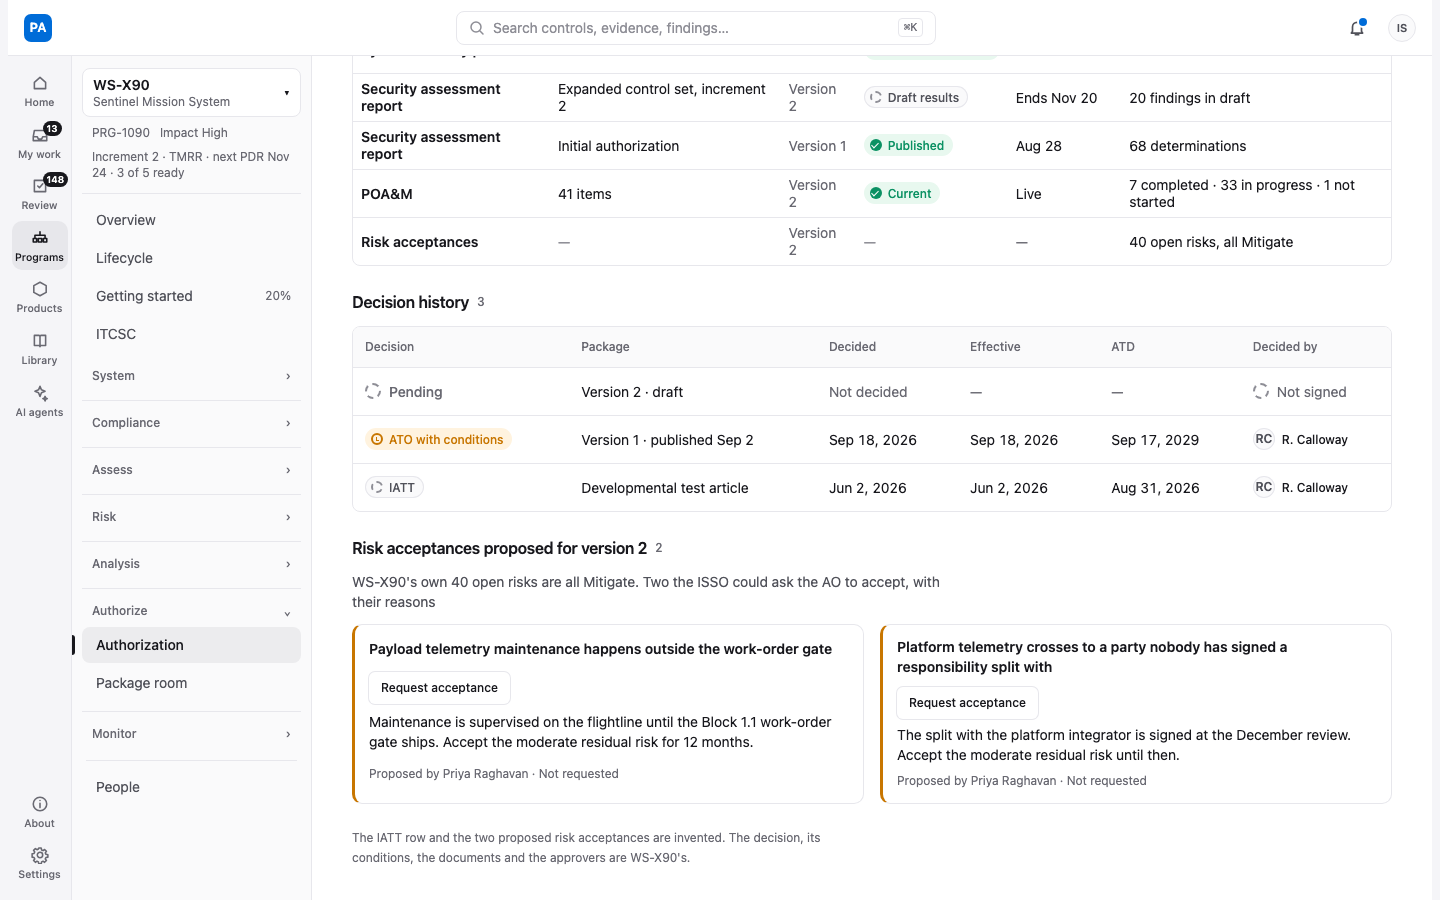 PA
Search controls, evidence, findings...
⌘K
IS
Home
13
My work
148
Review
Programs
Products
Library
AI agents
About
Settings
WS-X90
Sentinel Mission System
PRG-1090 Impact High
Increment 2 · TMRR · next PDR Nov
24 · 3 of 5 ready
Overview
Lifecycle
Getting started 20%
ITCSC
System
Compliance
Assess
Risk
Analysis
Authorize
Authorization
Package room
Monitor
People
Security assessment
report
Expanded control set, increment
2
Version
2
Draft results
Ends Nov 20
20 findings in draft
Security assessment
report
Initial authorization
Version 1
Published
Aug 28
68 determinations
POA&M
41 items
Version
2
Current
Live
7 completed · 33 in progress · 1 not
started
Risk acceptances
—
Version
2
—
—
40 open risks, all Mitigate
Decision history 3
Decision Package Decided Effective ATD Decided by
Pending Version 2 · draft Not decided — — Not signed
ATO with conditions Version 1 · published Sep 2 Sep 18, 2026 Sep 18, 2026 Sep 17, 2029 RC R. Calloway
IATT Developmental test article Jun 2, 2026 Jun 2, 2026 Aug 31, 2026 RC R. Calloway
Risk acceptances proposed for version 2 2
WS-X90's own 40 open risks are all Mitigate. Two the ISSO could ask the AO to accept, with
their reasons
Payload telemetry maintenance happens outside the work-order gate
Request acceptance
Maintenance is supervised on the flightline until the Block 1.1 work-order
gate ships. Accept the moderate residual risk for 12 months.
Proposed by Priya Raghavan · Not requested
Platform telemetry crosses to a party nobody has signed a
responsibility split with
Request acceptance
The split with the platform integrator is signed at the December review.
Accept the moderate residual risk until then.
Proposed by Priya Raghavan · Not requested
The IATT row and the two proposed risk acceptances are invented. The decision, its
conditions, the documents and the approvers are WS-X90's.